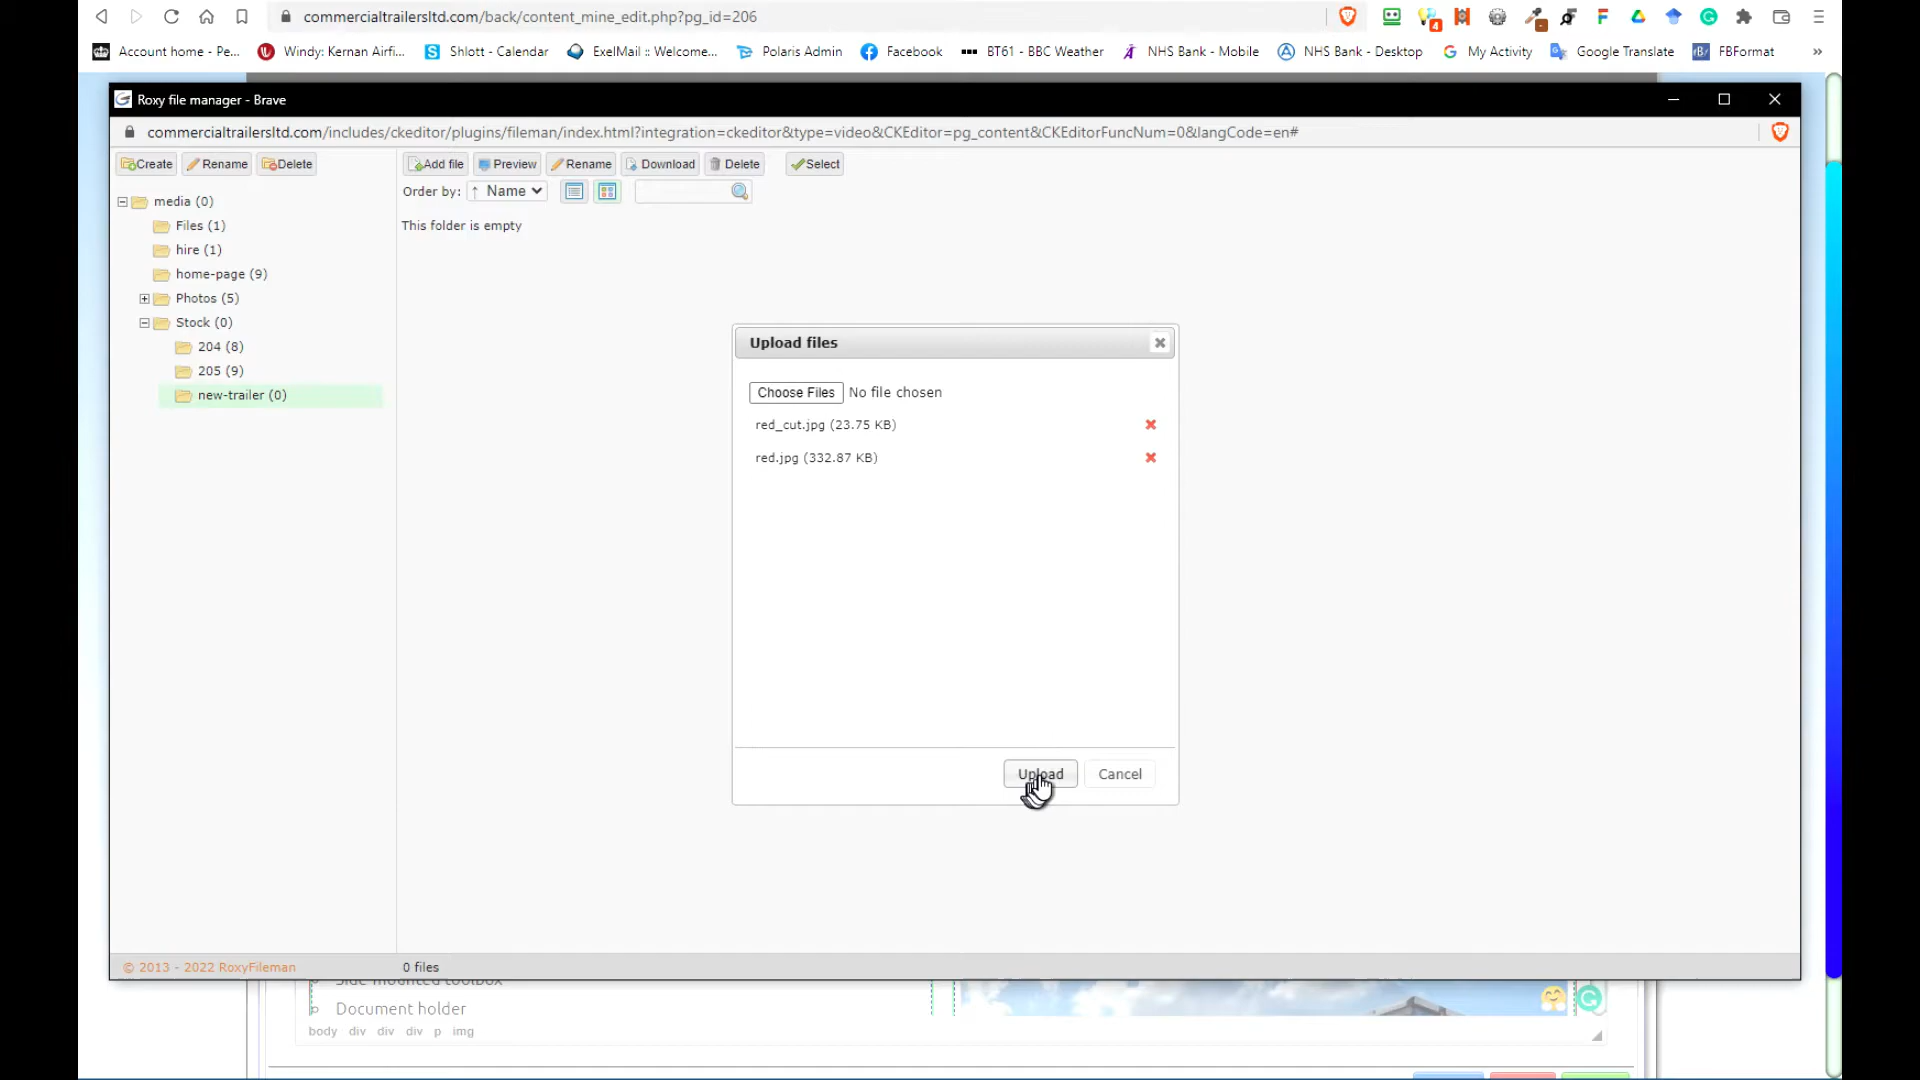 commercialtrailersltd.com/back/content_mine_edit.php?pg_id=206
4
Account home - Pe...
Windy: Kernan Airfi...
Shlott - Calendar
ExelMail :: Welcome...
Polaris Admin
Facebook
BT61 - BBC Weather
NHS Bank - Mobile
NHS Bank - Desktop
My Activity
Google Translate
FBFormat
»
Roxy file manager - Brave
commercialtrailersltd.com/includes/ckeditor/plugins/fileman/index.html?integration=ckeditor&type=video&CKEditor=pg_content&CKEditorFuncNum=0&langCode=en#
Create Rename Delete
Add file Preview Rename Download Delete Select
Order by: ↑ Name
This folder is empty
media (0)
Files (1)
hire (1)
home-page (9)
Photos (5)
Stock (0)
204 (8)
205 (9)
new-trailer (0)
Upload files
Choose Files No file chosen
red_cut.jpg (23.75 KB)
red.jpg (332.87 KB)
Upload Cancel
© 2013 - 2022 RoxyFileman
0 files
Side mounted toolbox
Document holder
body div div div p img